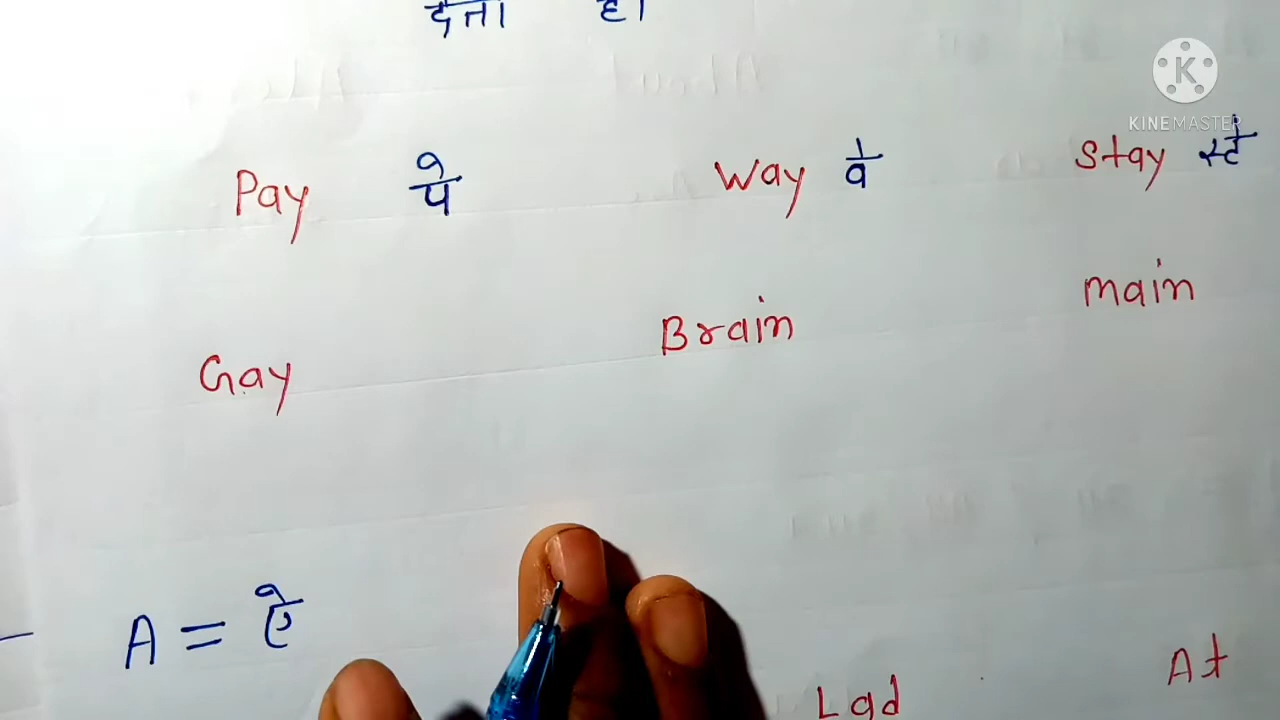 देता है।
K
KINEMASTER
Pay पे Way वे Stay स्टे
Gay Brain main
A = ऐ
Lad At